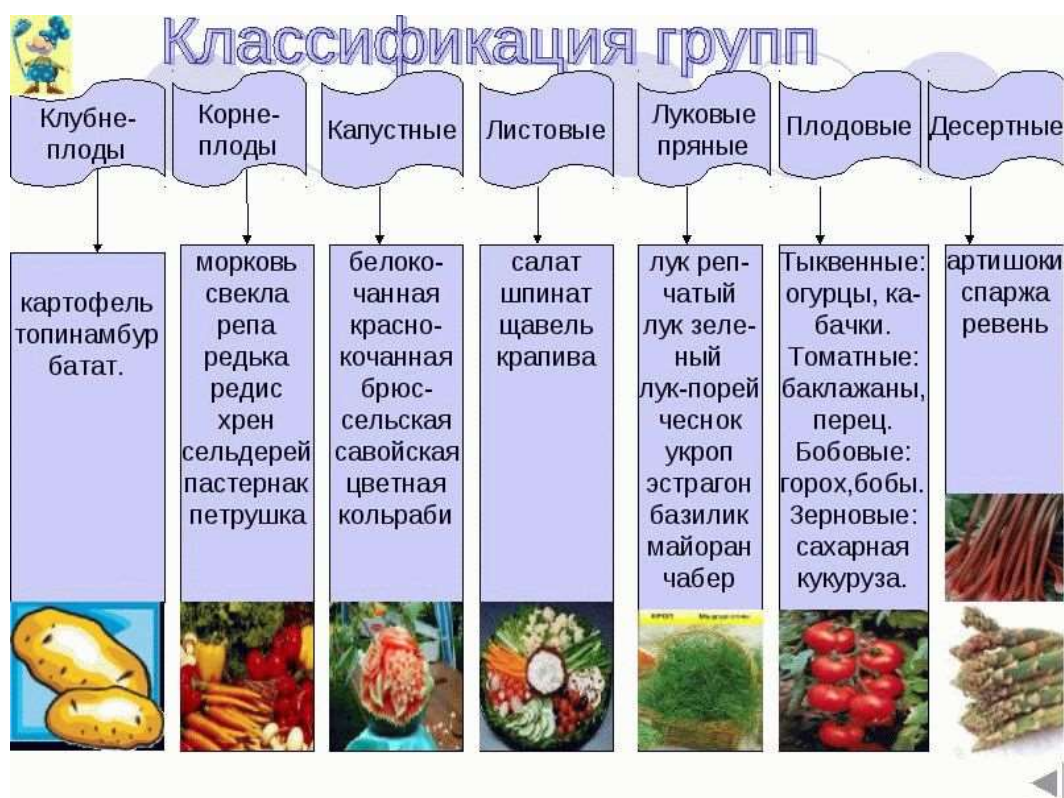 Классификация групп
Клубне-
плоды
Корне-
плоды
Капустные
Листовые
Луковые
пряные
Плодовые
Десертные
картофель
топинамбур
батат.
морковь
свекла
репа
редька
редис
хрен
сельдерей
пастернак
петрушка
белоко-
чанная
красно-
кочанная
брюс-
сельская
савойская
цветная
кольраби
салат
шпинат
щавель
крапива
лук реп-
чатый
лук зеле-
ный
лук-порей
чеснок
укроп
эстрагон
базилик
майоран
чабер
Тыквенные:
огурцы, ка-
бачки.
Томатные:
баклажаны,
перец.
Бобовые:
горох,бобы.
Зерновые:
сахарная
кукуруза.
артишоки
спаржа
ревень